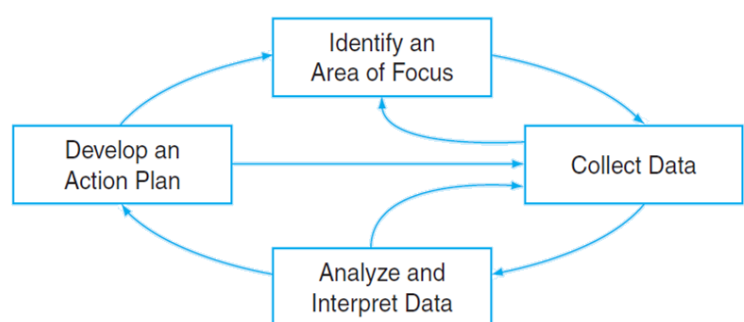 Identify an
Area of Focus
Develop an
Action Plan
Collect Data
Analyze and
Interpret Data